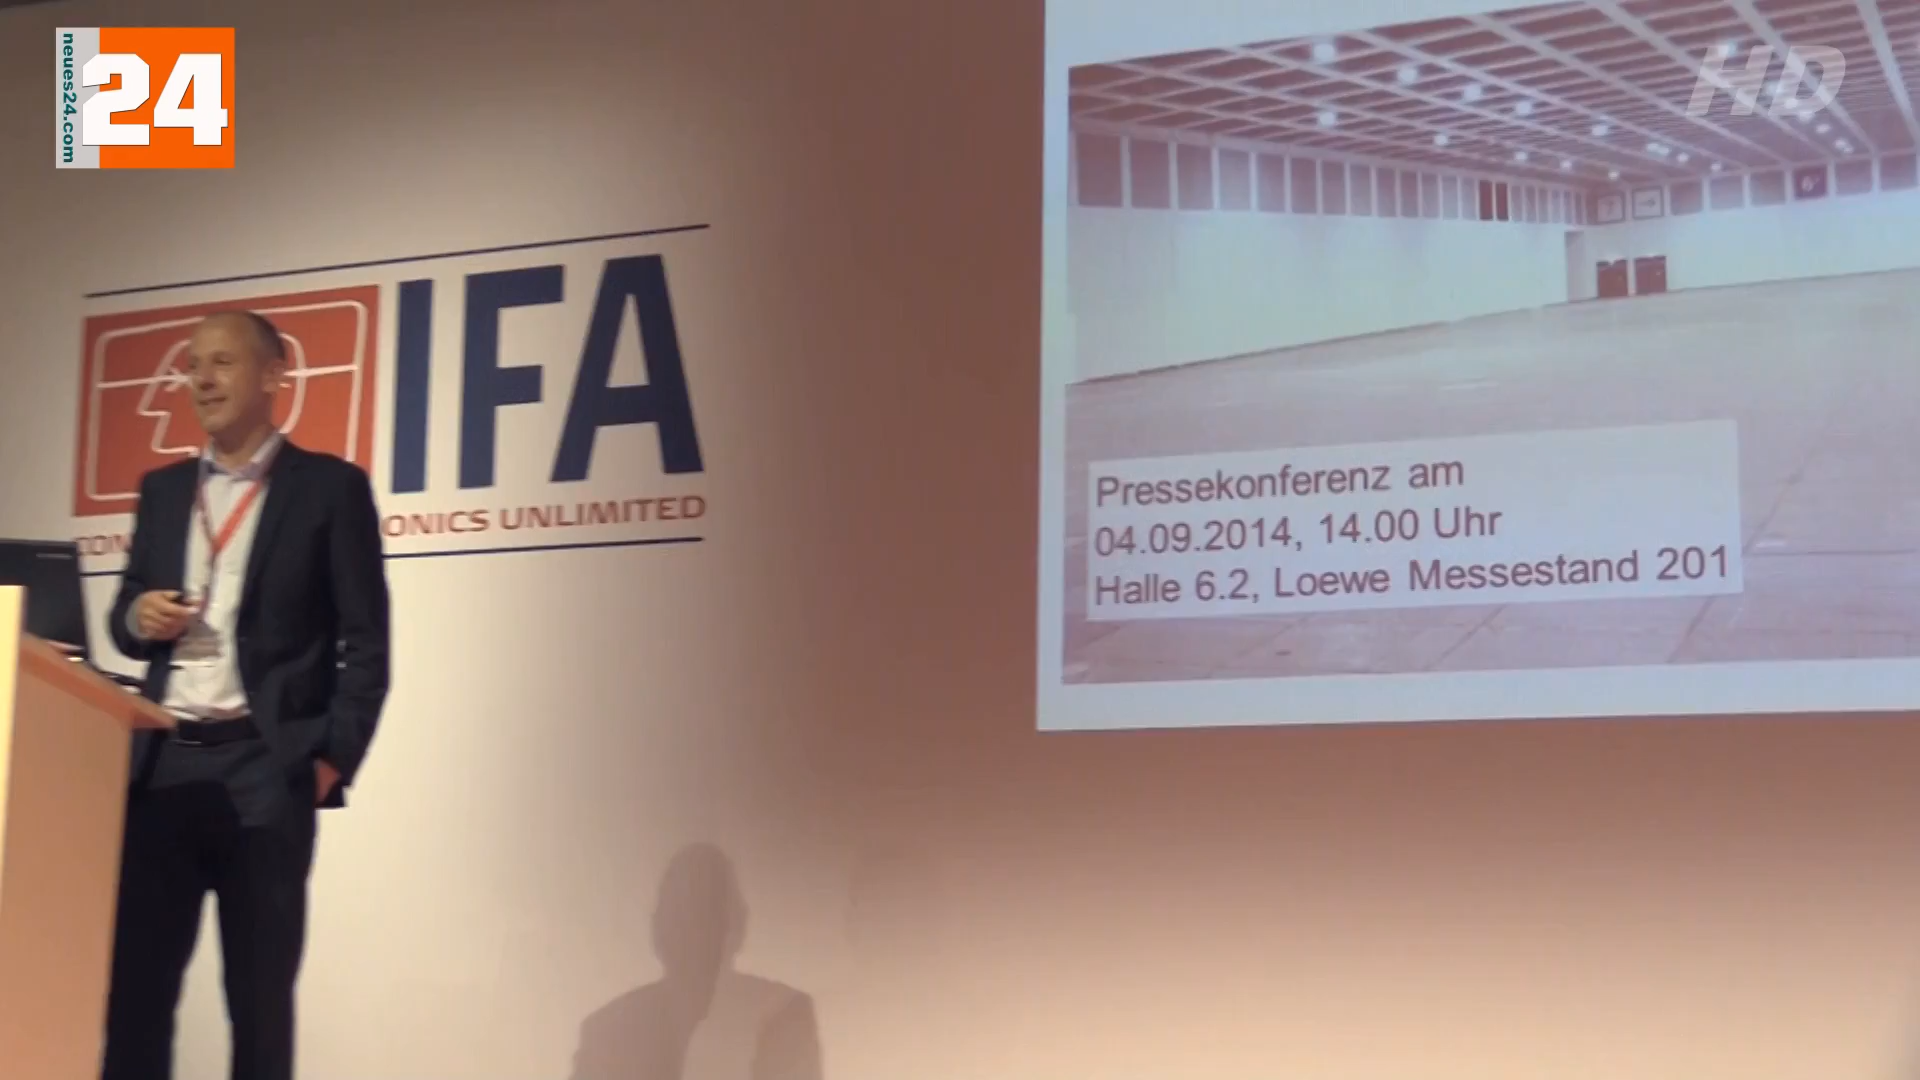 neues24.com
24
HD
IFA
ONICS UNLIMITED
Pressekonferenz am
04.09.2014, 14.00 Uhr
Halle 6.2, Loewe Messestand 201